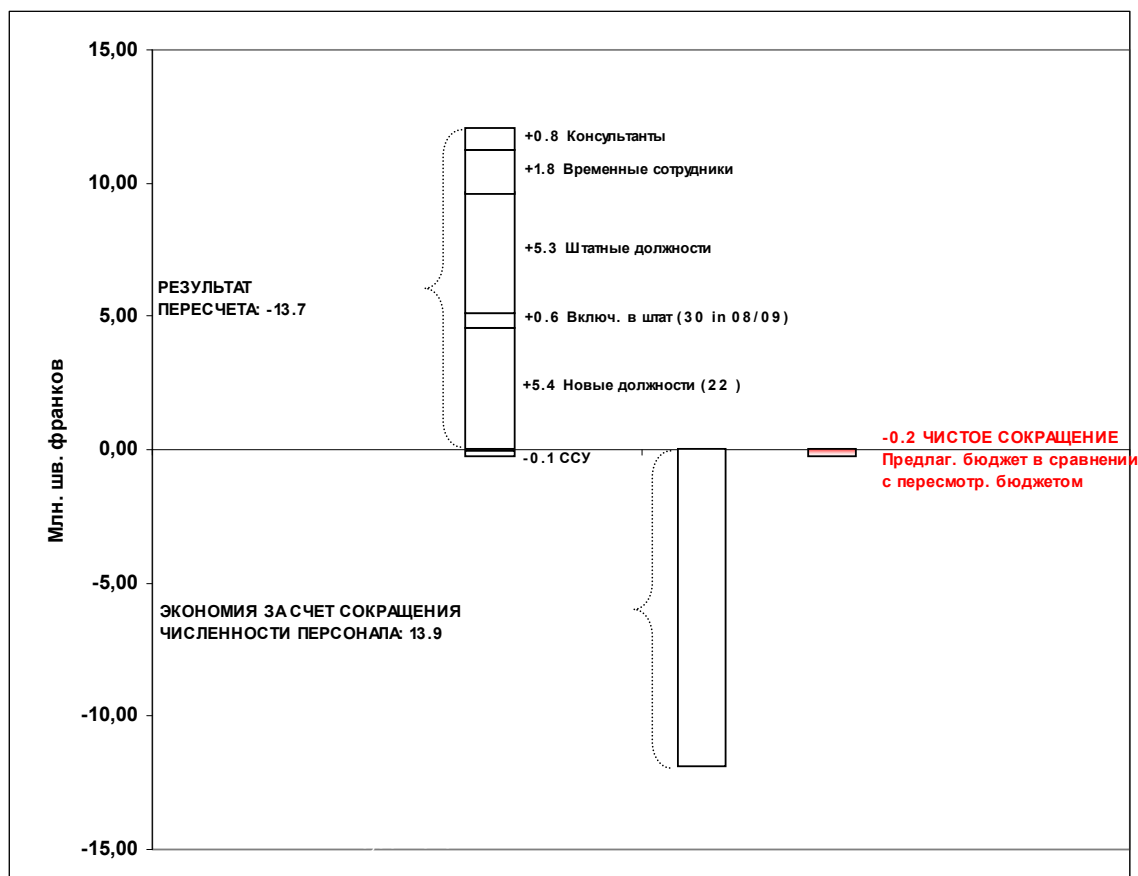 Млн. шв. франков
15,00
10,00
5,00
0,00
-5,00
-10,00
-15,00
+0.8 Консультанты
+1.8 Временные сотрудники
+5.3 Штатные должности
РЕЗУЛЬТАТ
ПЕРЕСЧЕТА: -13.7
+0.6 Включ. в штат (30 in 08/09)
+5.4 Новые должности (22 )
-0.1 ССУ
-0.2 ЧИСТОЕ СОКРАЩЕНИЕ
Предлаг. бюджет в сравнении
с пересмотр. бюджетом
ЭКОНОМИЯ ЗА СЧЕТ СОКРАЩЕНИЯ
ЧИСЛЕННОСТИ ПЕРСОНАЛА: 13.9